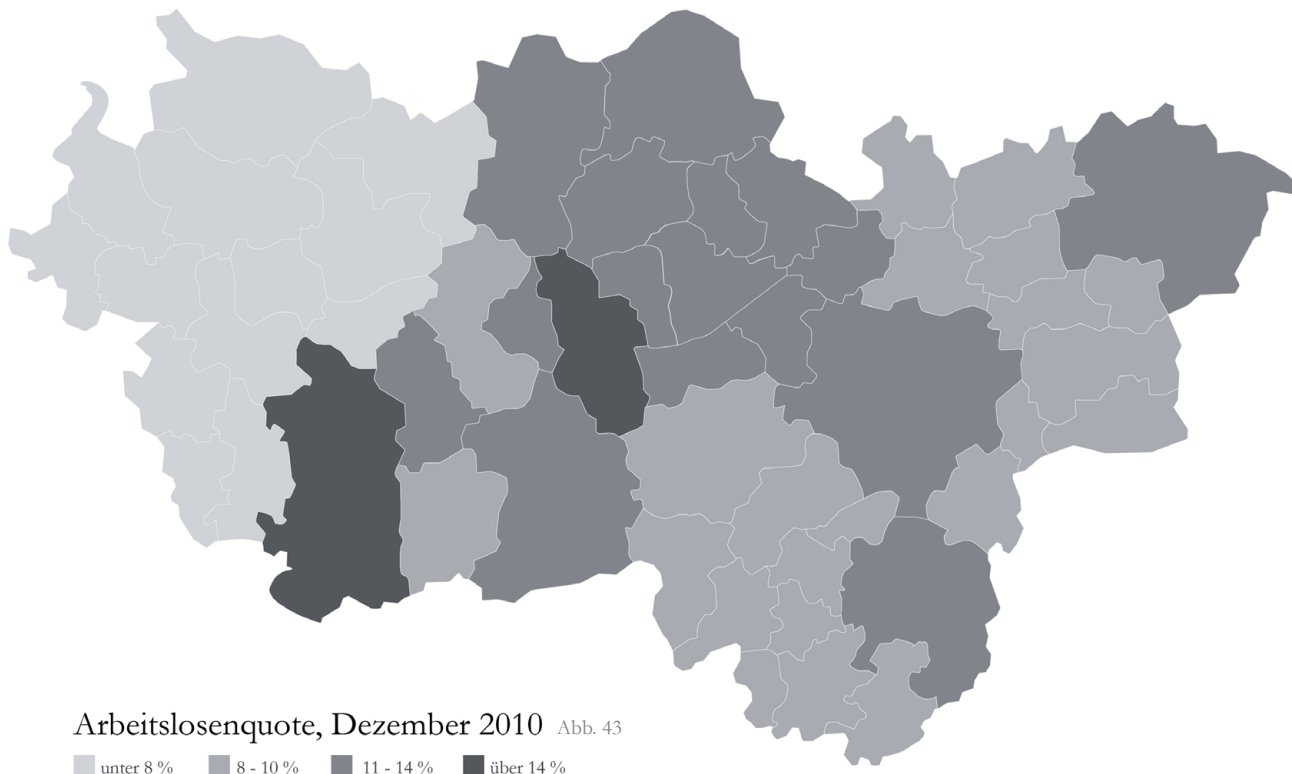 Arbeitslosenquote, Dezember 2010 Abb. 43
unter 8 % 8 - 10 % 11 - 14 % über 14 %